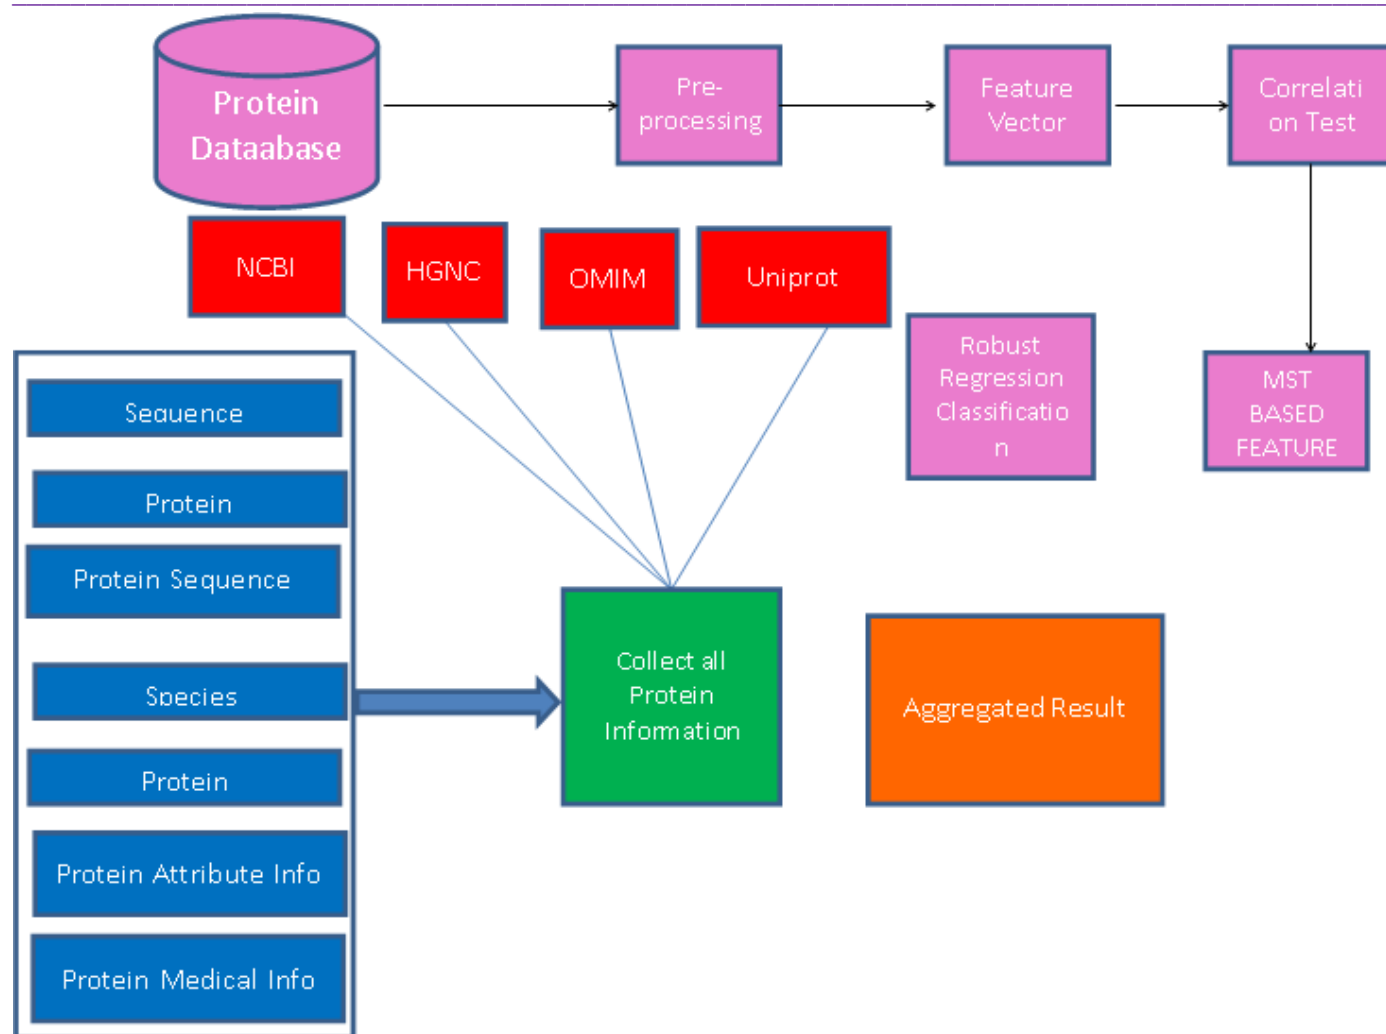 Protein
Dataabase
Pre-
processing
Feature
Vector
Correlati
on Test
NCBI
HGNC
OMIM
Uniprot
Robust
Regression
Classificatio
n
MST
BASED
FEATURE
Sequence
Protein
Protein Sequence
Species
Protein
Protein Attribute Info
Protein Medical Info
Collect all
Protein
Information
Aggregated Result